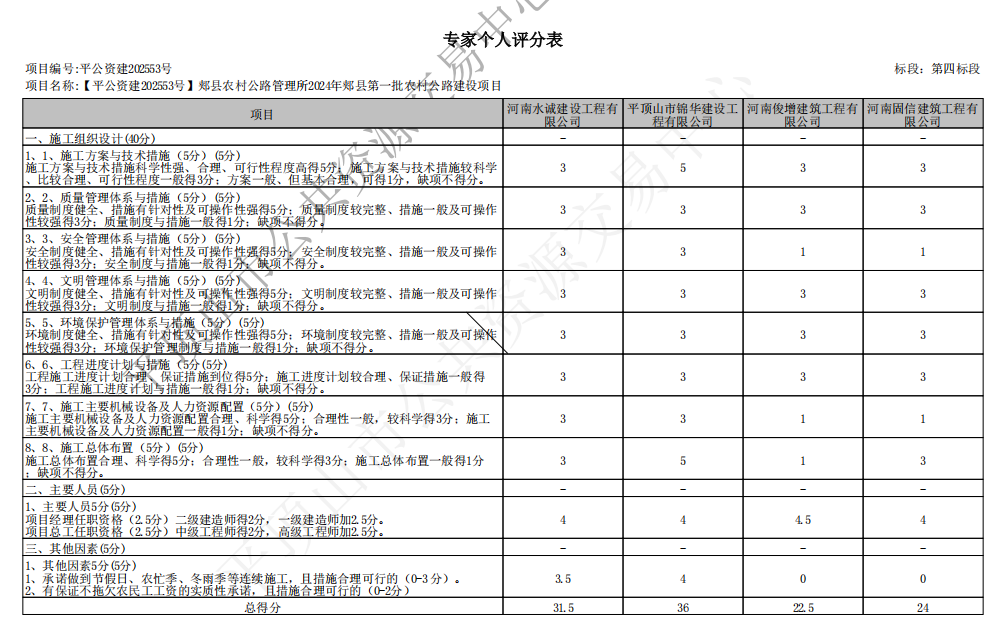 专家个人评分表
项目编号:平公资建202553号
标段：第四标段
项目名称:【平公资建202553号】郏县农村公路管理所2024年郏县第一批农村公路建设项目
项目
河南水诚建设工程有限公司
平顶山市锦华建设工程有限公司
河南俊增建筑工程有限公司
河南固信建筑工程有限公司
一、施工组织设计(40分)
－ － － －
1、1、施工方案与技术措施（5分）(5分)
施工方案与技术措施科学性强、合理、可行性程度高得5分；施工方案与技术措施较科学
、比较合理、可行性程度一般得3分；方案一般、但基本合理，可得1分，缺项不得分。
3 5 3 3
2、2、质量管理体系与措施（5分）(5分)
质量制度健全、措施有针对性及可操作性强得5分；质量制度较完整、措施一般及可操作
性较强得3分；质量制度与措施一般得1分；缺项不得分。
3 3 3 3
3、3、安全管理体系与措施（5分）(5分)
安全制度健全、措施有针对性及可操作性强得5分；安全制度较完整、措施一般及可操作
性较强得3分；安全制度与措施一般得1分；缺项不得分。
3 3 1 1
4、4、文明管理体系与措施（5分）(5分)
文明制度健全、措施有针对性及可操作性强得5分；文明制度较完整、措施一般及可操作
性较强得3分；文明制度与措施一般得1分；缺项不得分。
3 3 3 3
5、5、环境保护管理体系与措施（5分）(5分)
环境制度健全、措施有针对性及可操作性强得5分；环境制度较完整、措施一般及可操作
性较强得3分；环境保护管理制度与措施一般得1分；缺项不得分。
3 3 3 3
6、6、工程进度计划与措施（5分(5分)
工程施工进度计划合理、保证措施到位得5分；施工进度计划较合理、保证措施一般得
3分；工程施工进度计划与措施一般得1分；缺项不得分。
3 3 3 3
7、7、施工主要机械设备及人力资源配置（5分）(5分)
施工主要机械设备及人力资源配置合理、科学得5分；合理性一般，较科学得3分；施工
主要机械设备及人力资源配置一般得1分；缺项不得分。
3 3 1 1
8、8、施工总体布置（5分）(5分)
施工总体布置合理、科学得5分；合理性一般，较科学得3分；施工总体布置一般得1分
；缺项不得分。
3 5 1 3
二、主要人员(5分)
－ － － －
1、主要人员5分(5分)
项目经理任职资格（2.5分）二级建造师得2分，一级建造师加2.5分。
项目总工任职资格（2.5分）中级工程师得2分，高级工程师加2.5分。
4 4 4.5 4
三、其他因素(5分)
－ － － －
1、其他因素5分(5分)
1、承诺做到节假日、农忙季、冬雨季等连续施工，且措施合理可行的（0-3分）。
2、有保证不拖欠农民工工资的实质性承诺，且措施合理可行的（0-2分）
3.5 4 0 0
总得分
31.5 36 22.5 24
平顶山市公共资源交易中心
平顶山市公共资源交易中心